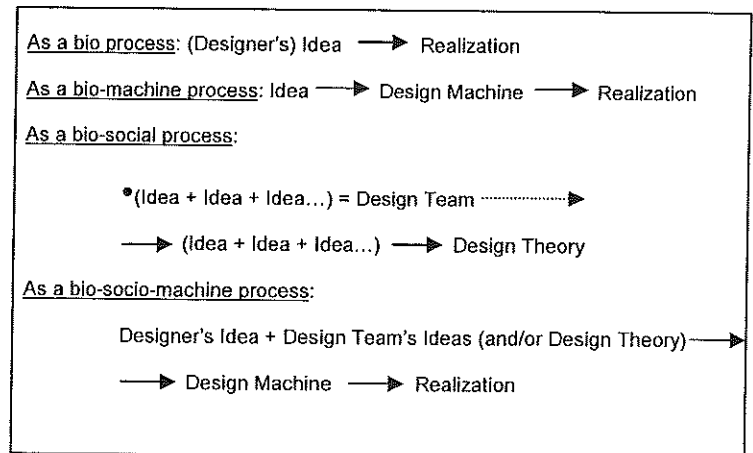 As a bio process: (Designer's) Idea → Realization
As a bio-machine process: Idea → Design Machine → Realization
As a bio-social process:
•(Idea + Idea + Idea...) = Design Team ⋯→
→ (Idea + Idea + Idea...) → Design Theory
As a bio-socio-machine process:
Designer's Idea + Design Team's Ideas (and/or Design Theory) →
→ Design Machine → Realization